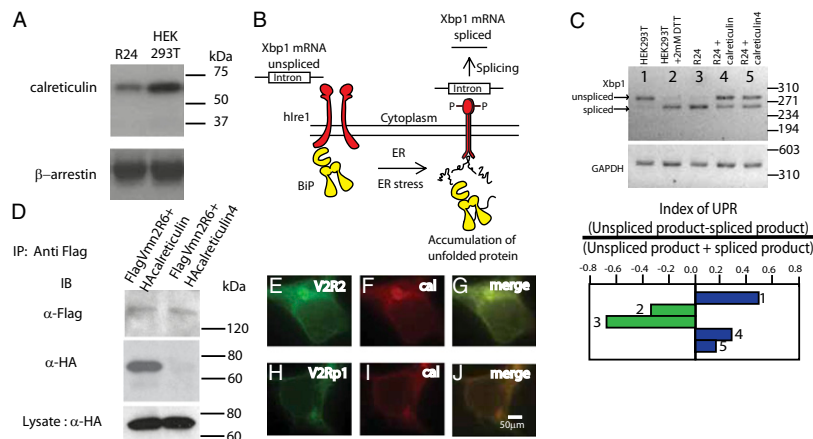 A
R24
HEK
293T
kDa
calreticulin
75
50
37
β-arrestin
B
Xbp1 mRNA
unspliced
Intron
hIre1
BiP
Cytoplasm
ER
ER stress
Xbp1 mRNA
spliced
Splicing
Intron
P
P
Accumulation of
unfolded protein
C
HEK293T
HEK293T
+2mM DTT
R24
R24 +
calreticulin
R25 +
calreticulin4
Xbp1
unspliced
spliced
1 2 3 4 5
310
271
234
194
GAPDH
603
310
Index of UPR
(Unspliced product-spliced product)
(Unspliced product + spliced product)
-0.8 -0.6 -0.4 -0.2 0 0.2 0.4 0.6 0.8
1
2
3
4
5
D
IP: Anti Flag
FlagVmn2R6+
HAcalreticulin
FlagVmn2R6+
HAcalreticulin4
IB
kDa
α-Flag
120
α-HA
80
60
Lysate : α-HA
80
60
E V2R2
F cal
G merge
H V2Rp1
I cal
J merge
50μm